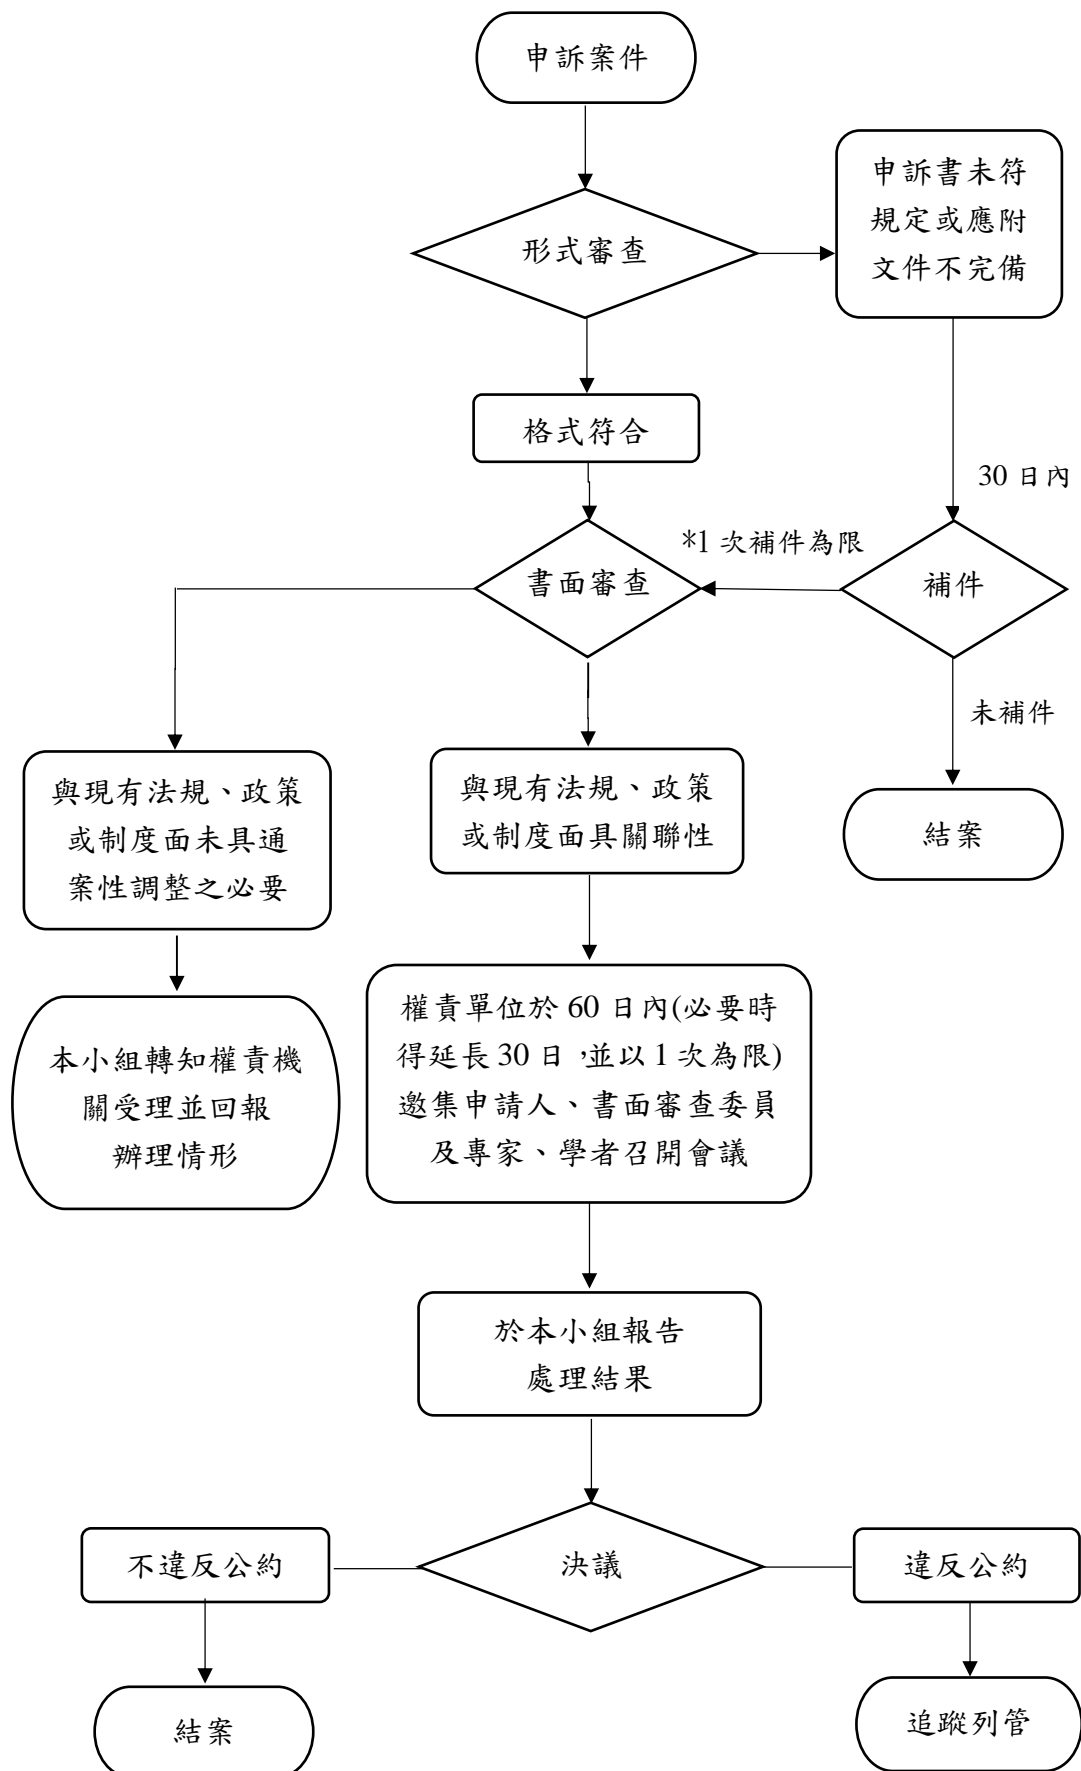 申訴案件
申訴書未符
規定或應附
文件不完備
形式審查
格式符合
30 日內
*1 次補件為限
書面審查
補件
未補件
與現有法規、政策
或制度面未具通
案性調整之必要
與現有法規、政策
或制度面具關聯性
結案
權責單位於 60 日內(必要時
得延長 30 日,並以 1 次為限)
邀集申請人、書面審查委員
及專家、學者召開會議
本小組轉知權責機
關受理並回報
辦理情形
於本小組報告
處理結果
不違反公約
決議
違反公約
結案
追蹤列管